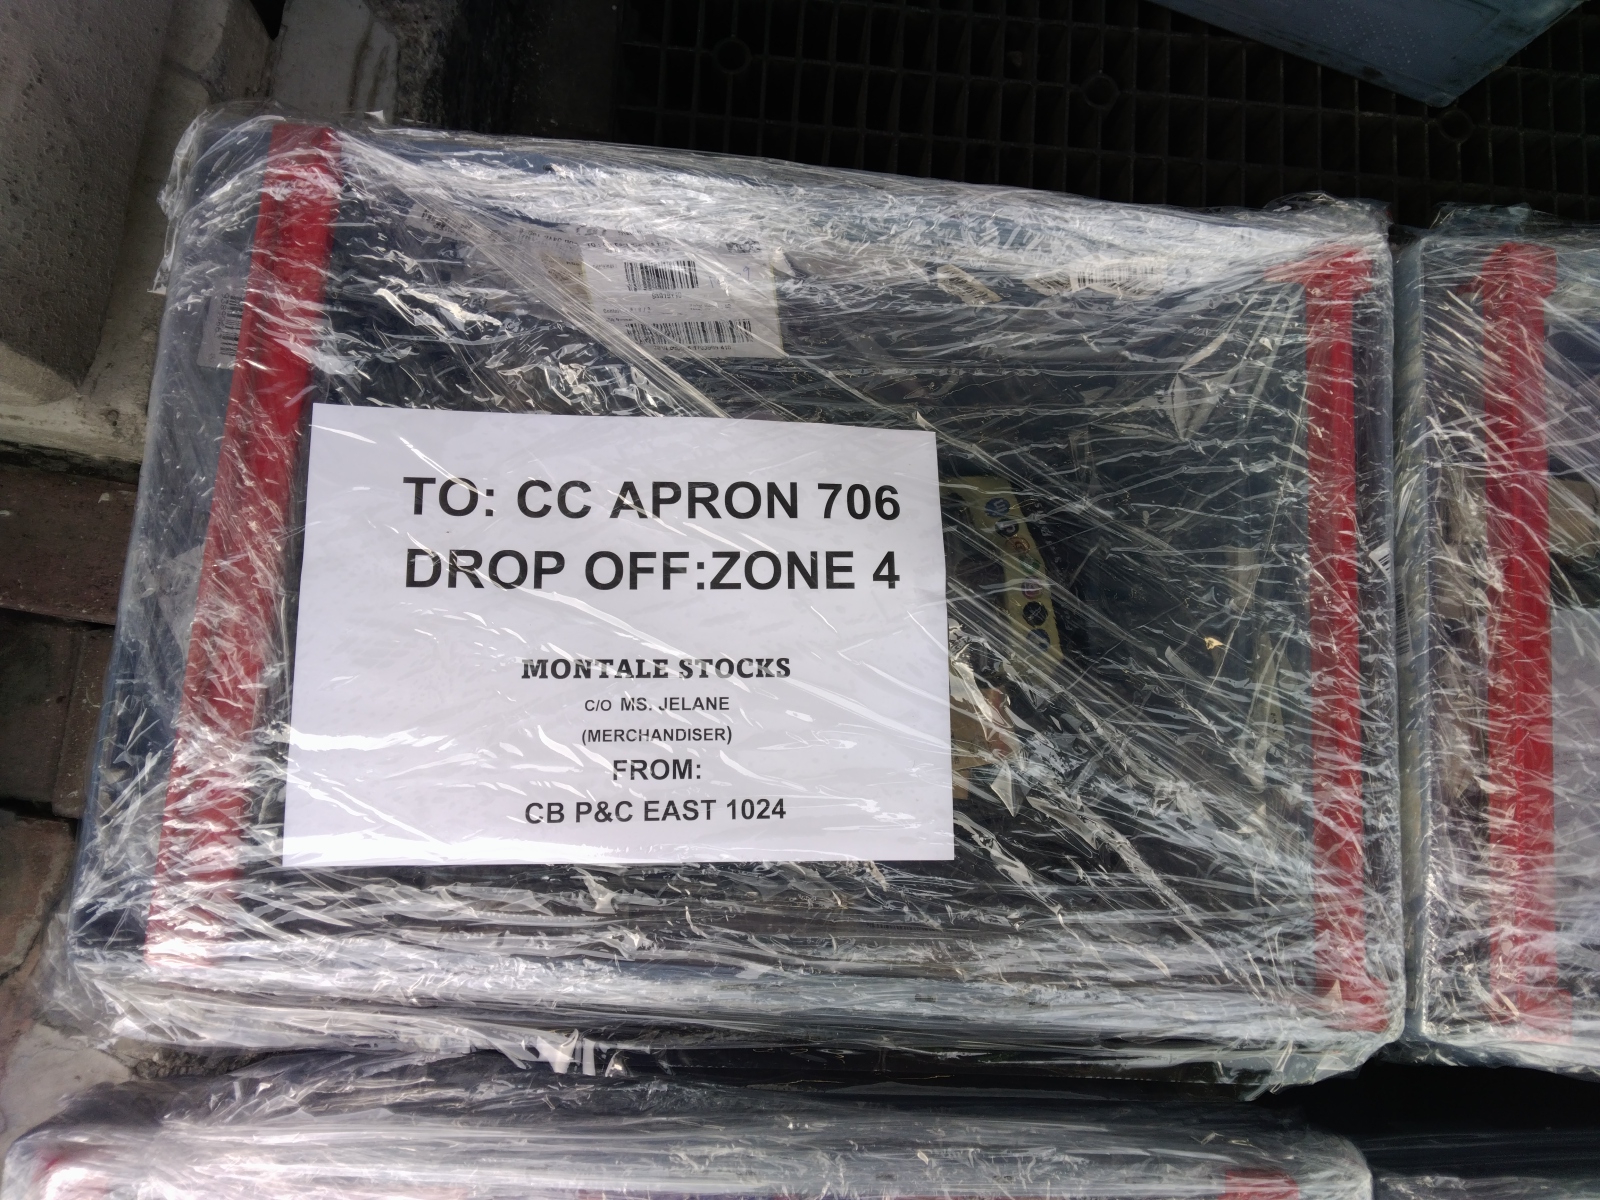 TO: CC APRON 706
DROP OFF:ZONE 4
MONTALE STOCKS
C/O MS. JELANE
(MERCHANDISER)
FROM:
CB P&C EAST 1024